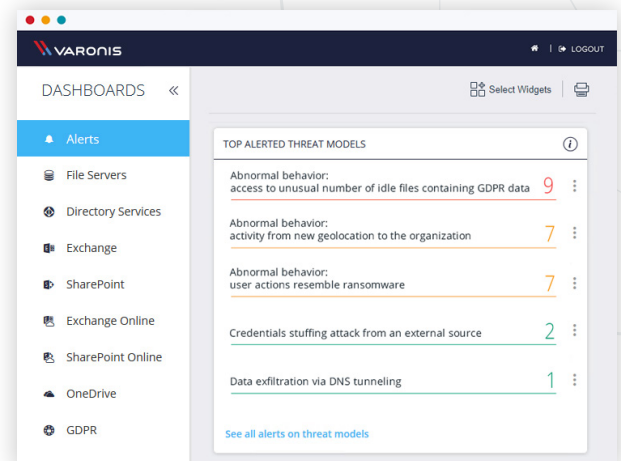 VARONIS
LOGOUT
DASHBOARDS «
Select Widgets
Alerts
File Servers
Directory Services
Exchange
SharePoint
Exchange Online
SharePoint Online
OneDrive
GDPR
TOP ALERTED THREAT MODELS
Abnormal behavior:
access to unusual number of idle files containing GDPR data 9
Abnormal behavior:
activity from new geolocation to the organization 7
Abnormal behavior:
user actions resemble ransomware 7
Credentials stuffing attack from an external source 2
Data exfiltration via DNS tunneling 1
See all alerts on threat models